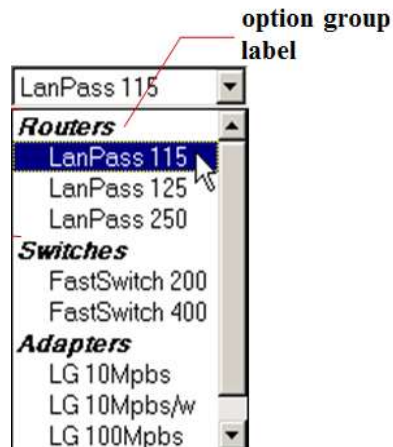 option group
label
LanPass 115
Routers
LanPass 115
LanPass 125
LanPass 250
Switches
FastSwitch 200
FastSwitch 400
Adapters
LG 10Mpbs
LG 10Mpbs/w
LG 100Mpbs